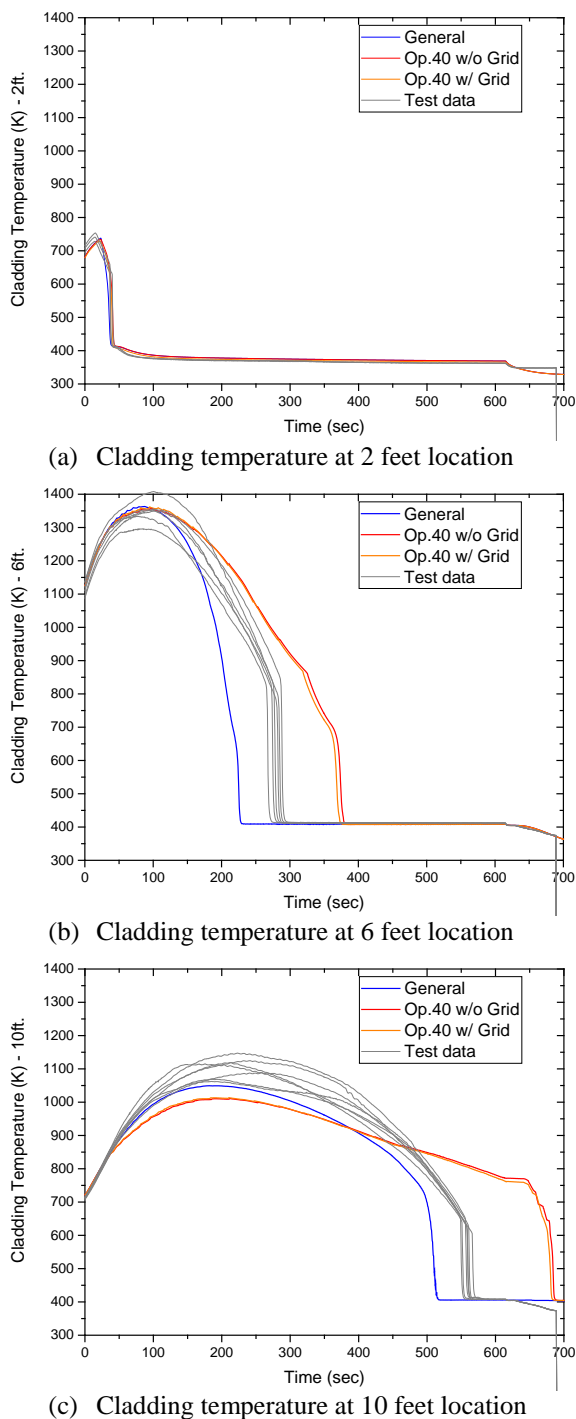 1400
1300
1200
1100
1000
900
800
700
600
500
400
300
Cladding Temperature (K) - 2ft.
General
Op.40 w/o Grid
Op.40 w/ Grid
Test data
0 100 200 300 400 500 600 700
Time (sec)
(a) Cladding temperature at 2 feet location
1400
1300
1200
1100
1000
900
800
700
600
500
400
300
Cladding Temperature (K) - 6ft.
General
Op.40 w/o Grid
Op.40 w/ Grid
Test data
0 100 200 300 400 500 600 700
Time (sec)
(b) Cladding temperature at 6 feet location
1400
1300
1200
1100
1000
900
800
700
600
500
400
300
Cladding Temperature (K) - 10ft.
General
Op.40 w/o Grid
Op.40 w/ Grid
Test data
0 100 200 300 400 500 600 700
Time (sec)
(c) Cladding temperature at 10 feet location